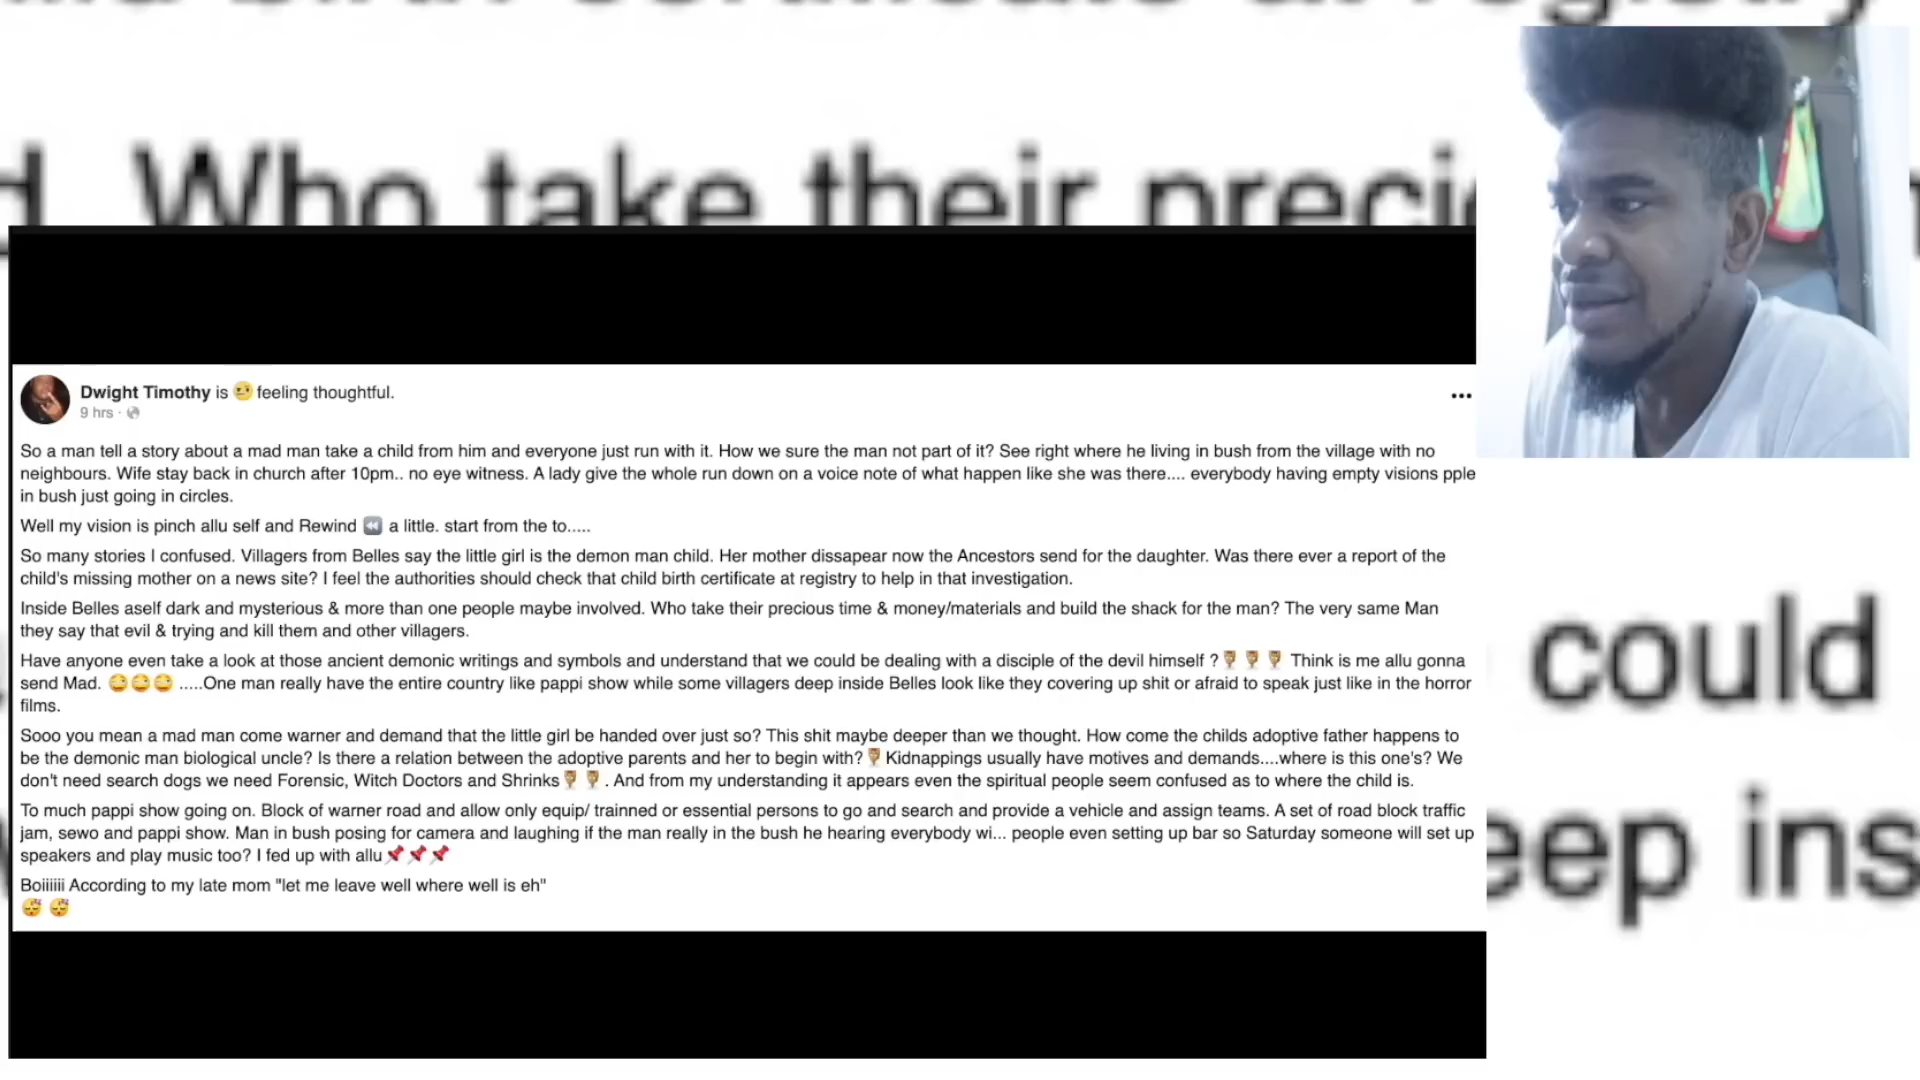 d. Who take their preci
Dwight Timothy is 🤨 feeling thoughtful.
9 hrs ·
So a man tell a story about a mad man take a child from him and everyone just run with it. How we sure the man not part of it? See right where he living in bush from the village with no
neighbours. Wife stay back in church after 10pm.. no eye witness. A lady give the whole run down on a voice note of what happen like she was there.... everybody having empty visions pple
in bush just going in circles.
Well my vision is pinch allu self and Rewind ⏪ a little. start from the to.....
So many stories I confused. Villagers from Belles say the little girl is the demon man child. Her mother dissapear now the Ancestors send for the daughter. Was there ever a report of the
child's missing mother on a news site? I feel the authorities should check that child birth certificate at registry to help in that investigation.
Inside Belles aself dark and mysterious & more than one people maybe involved. Who take their precious time & money/materials and build the shack for the man? The very same Man
they say that evil & trying and kill them and other villagers.
Have anyone even take a look at those ancient demonic writings and symbols and understand that we could be dealing with a disciple of the devil himself ? Think is me allu gonna
send Mad. .....One man really have the entire country like pappi show while some villagers deep inside Belles look like they covering up shit or afraid to speak just like in the horror
films.
Sooo you mean a mad man come warner and demand that the little girl be handed over just so? This shit maybe deeper than we thought. How come the childs adoptive father happens to
be the demonic man biological uncle? Is there a relation between the adoptive parents and her to begin with? Kidnappings usually have motives and demands....where is this one's? We
don't need search dogs we need Forensic, Witch Doctors and Shrinks . And from my understanding it appears even the spiritual people seem confused as to where the child is.
To much pappi show going on. Block of warner road and allow only equip/ trainned or essential persons to go and search and provide a vehicle and assign teams. A set of road block traffic
jam, sewo and pappi show. Man in bush posing for camera and laughing if the man really in the bush he hearing everybody wi... people even setting up bar so Saturday someone will set up
speakers and play music too? I fed up with allu📌📌📌
Boiiiiii According to my late mom "let me leave well where well is eh"
😴 😴
could
eep ins